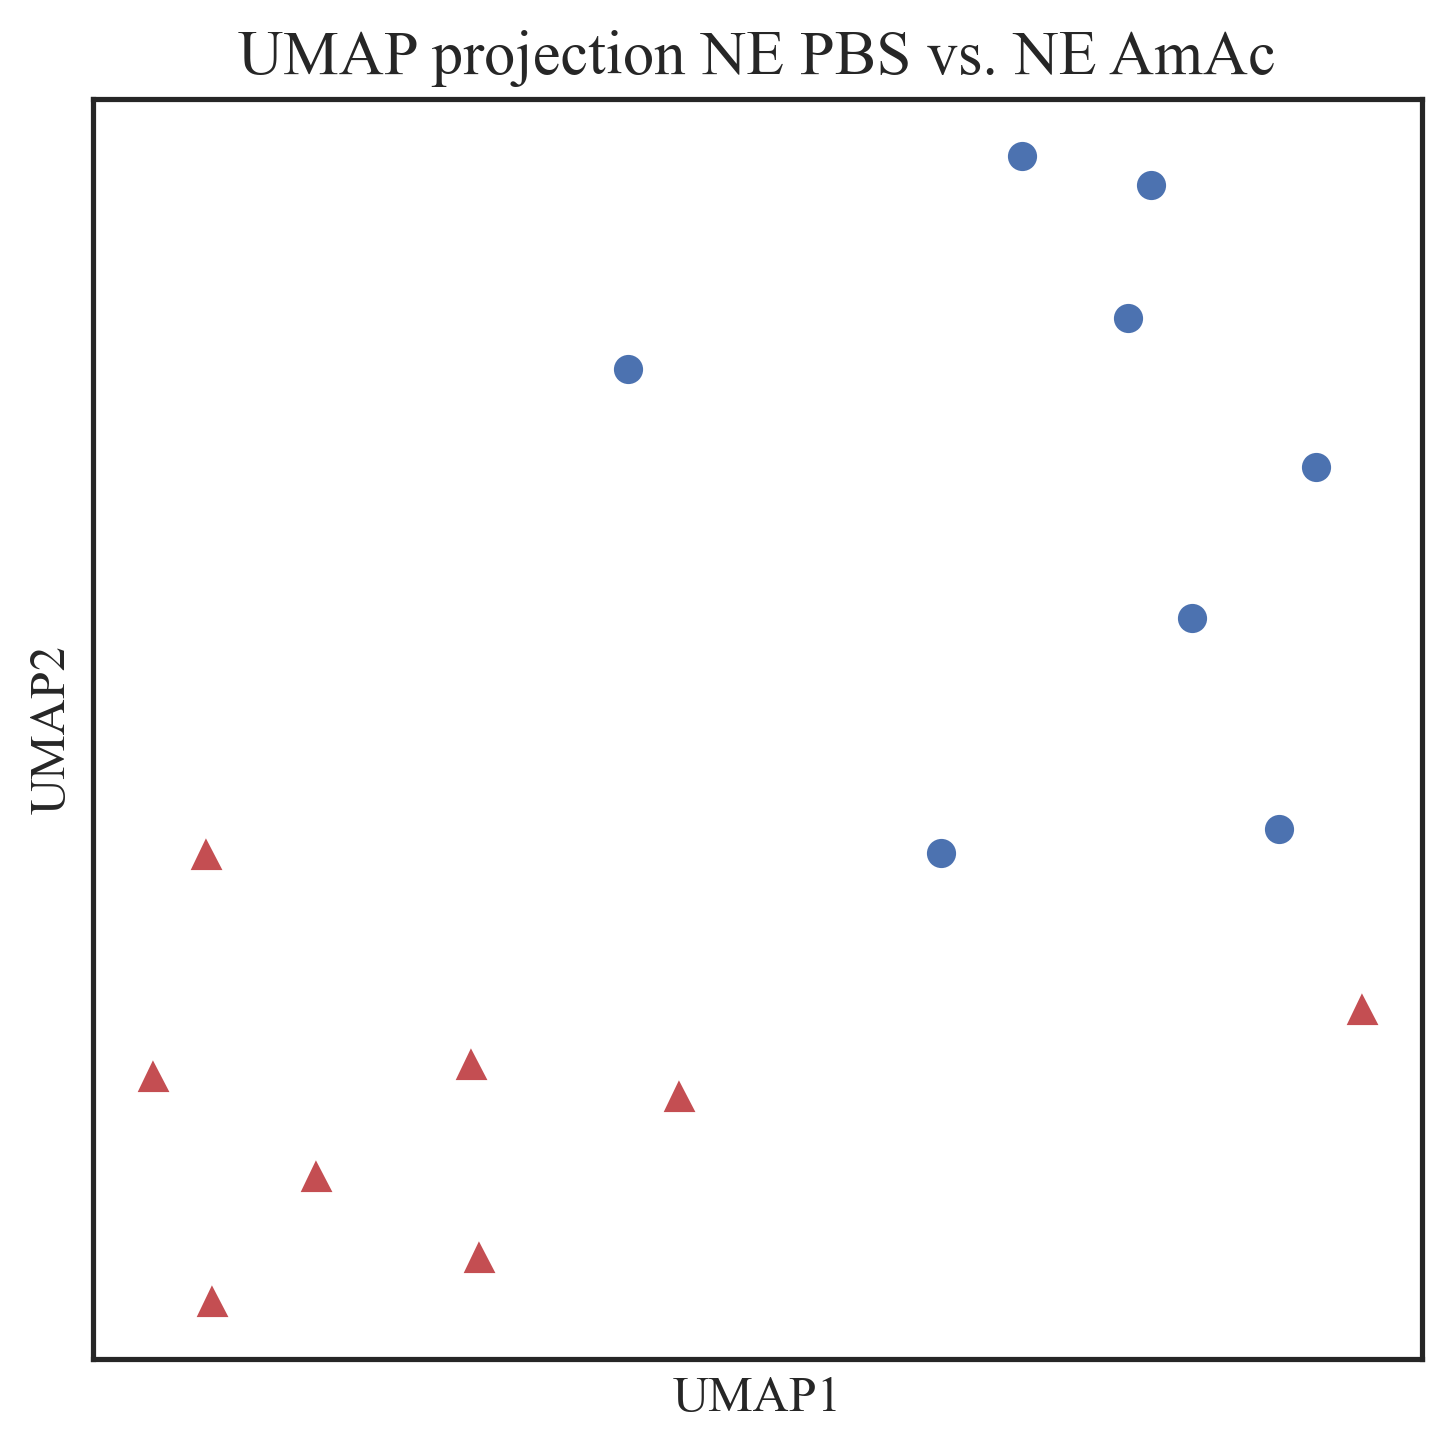 UMAP projection NE PBS vs. NE AmAc
UMAP2
UMAP1